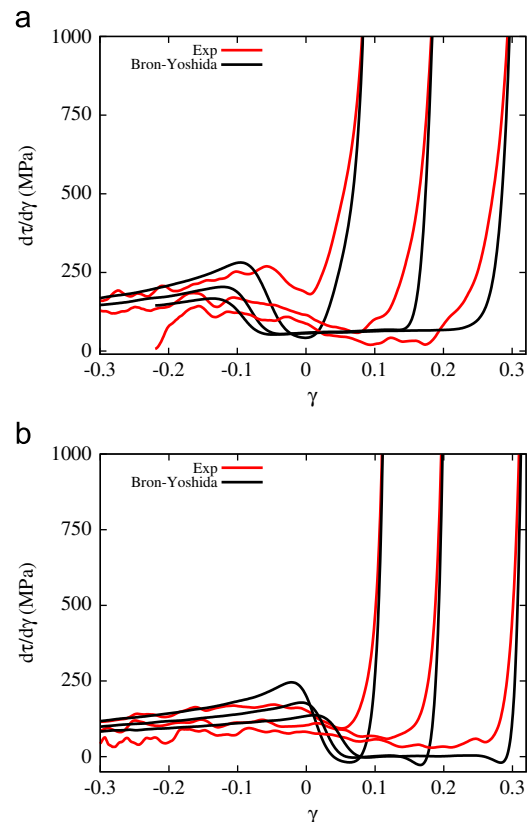 a
1000
750
500
250
0
dτ/dγ (MPa)
Exp
Bron-Yoshida
-0.3 -0.2 -0.1 0 0.1 0.2 0.3
γ
b
1000
750
500
250
0
dτ/dγ (MPa)
Exp
Bron-Yoshida
-0.3 -0.2 -0.1 0 0.1 0.2 0.3
γ